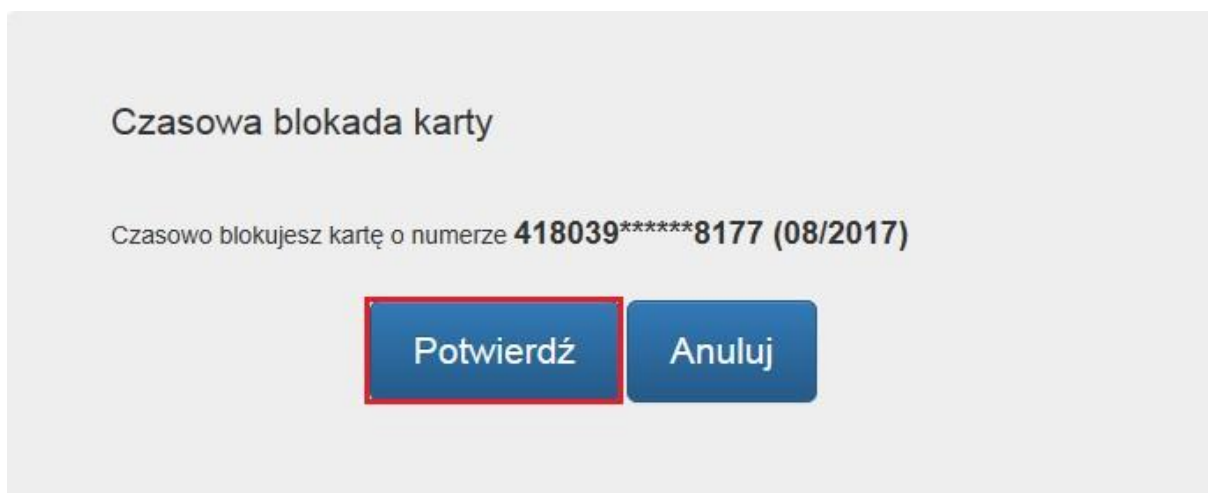 Czasowa blokada karty
Czasowo blokujesz kartę o numerze 418039******8177 (08/2017)
Potwierdź Anuluj